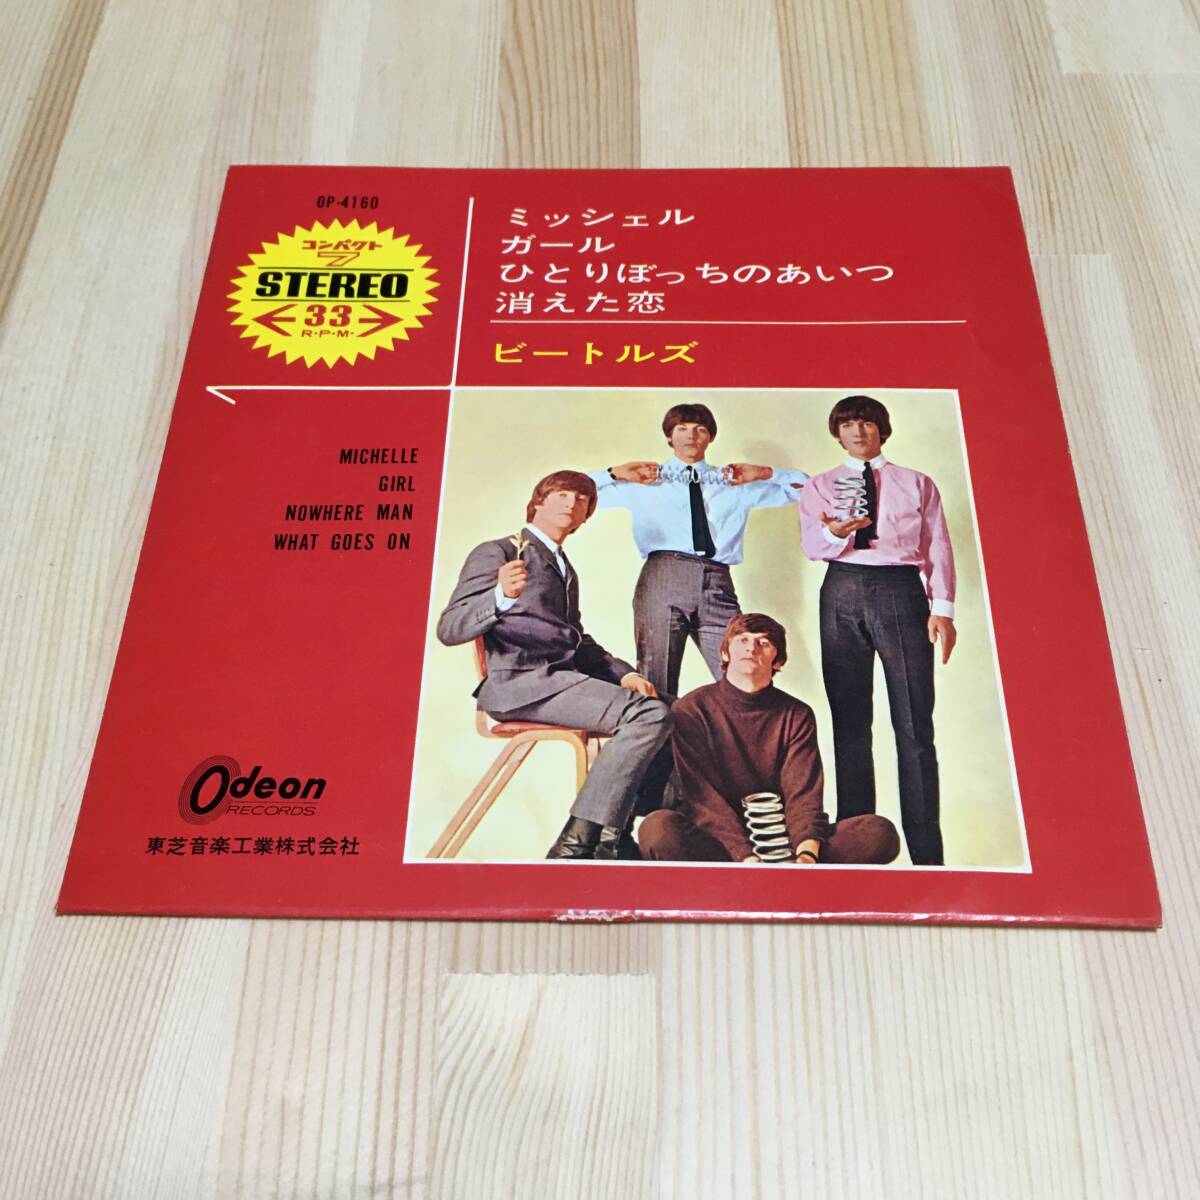 OP-4160
コンパクト
7
STEREO
33
R・P・M・
ミッシェル
ガール
ひとりぼっちのあいつ
消えた恋
ビートルズ
MICHELLE
GIRL
NOWHERE MAN
WHAT GOES ON
Odeon
RECORDS
東芝音楽工業株式会社